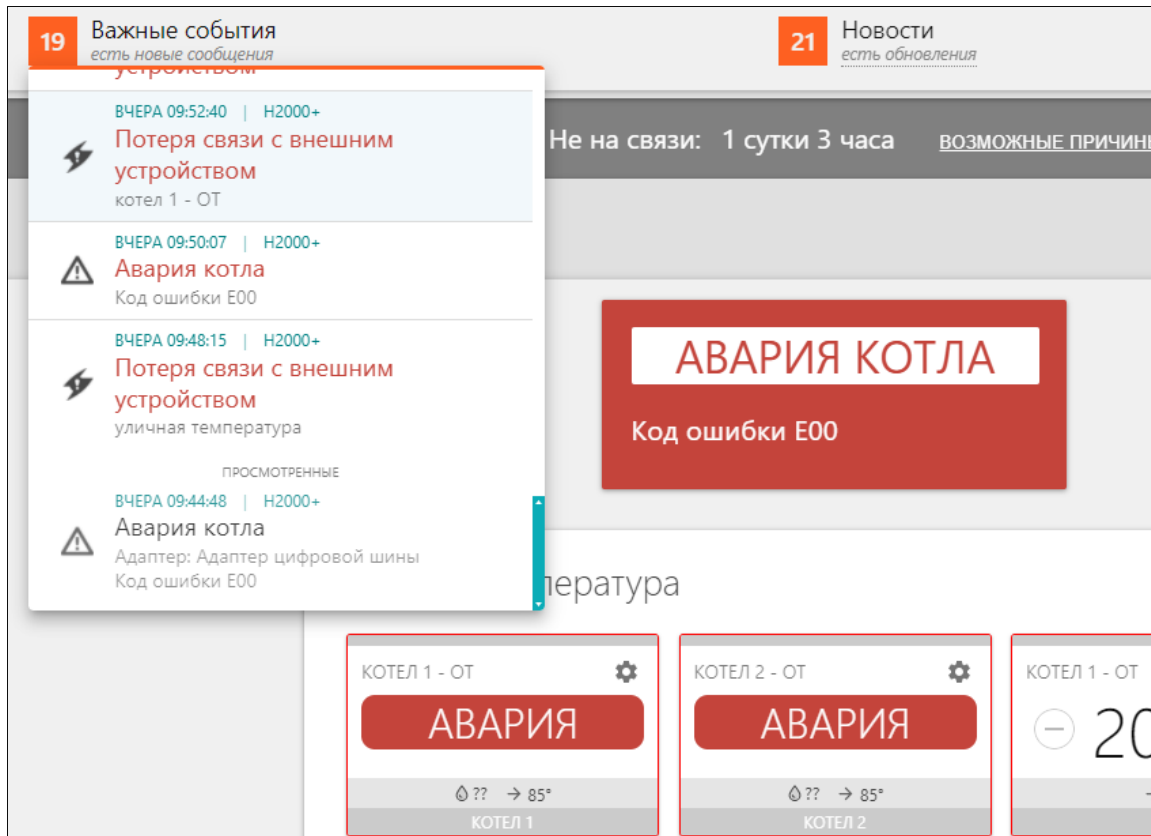 19
Важные события
есть новые сообщения
21
Новости
есть обновления
устройством
ВЧЕРА 09:52:40 | H2000+
Потеря связи с внешним
устройством
котел 1 - ОТ
Не на связи: 1 сутки 3 часа
ВОЗМОЖНЫЕ ПРИЧИНЫ
ВЧЕРА 09:50:07 | H2000+
Авария котла
Код ошибки E00
ВЧЕРА 09:48:15 | H2000+
Потеря связи с внешним
устройством
уличная температура
ПРОСМОТРЕННЫЕ
ВЧЕРА 09:44:48 | H2000+
Авария котла
Адаптер: Адаптер цифровой шины
Код ошибки E00
АВАРИЯ КОТЛА
Код ошибки E00
пература
КОТЕЛ 1 - ОТ
АВАРИЯ
?? → 85°
КОТЕЛ 1
КОТЕЛ 2 - ОТ
АВАРИЯ
?? → 85°
КОТЕЛ 2
КОТЕЛ 1 - ОТ
20